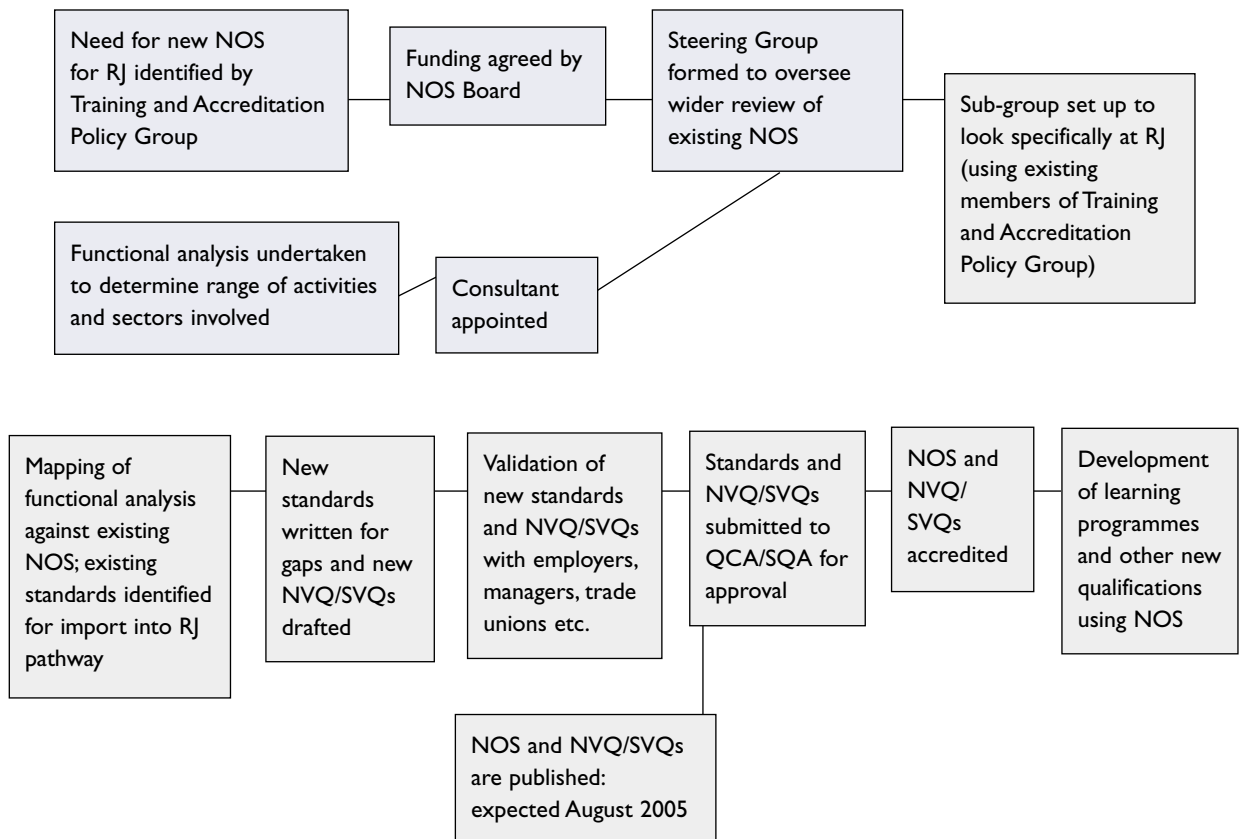 Need for new NOS
for RJ identified by
Training and Accreditation
Policy Group
Funding agreed by
NOS Board
Steering Group
formed to oversee
wider review of
existing NOS
Sub-group set up to
look specifically at RJ
(using existing
members of Training
and Accreditation
Policy Group)
Functional analysis undertaken
to determine range of activities
and sectors involved
Consultant
appointed
Mapping of
functional analysis
against existing
NOS; existing
standards identified
for import into RJ
pathway
New
standards
written for
gaps and new
NVQ/SVQs
drafted
Validation of
new standards
and NVQ/SVQs
with employers,
managers, trade
unions etc.
Standards and
NVQ/SVQs
submitted to
QCA/SQA for
approval
NOS and
NVQ/
SVQs
accredited
Development
of learning
programmes
and other new
qualifications
using NOS
NOS and NVQ/SVQs
are published:
expected August 2005